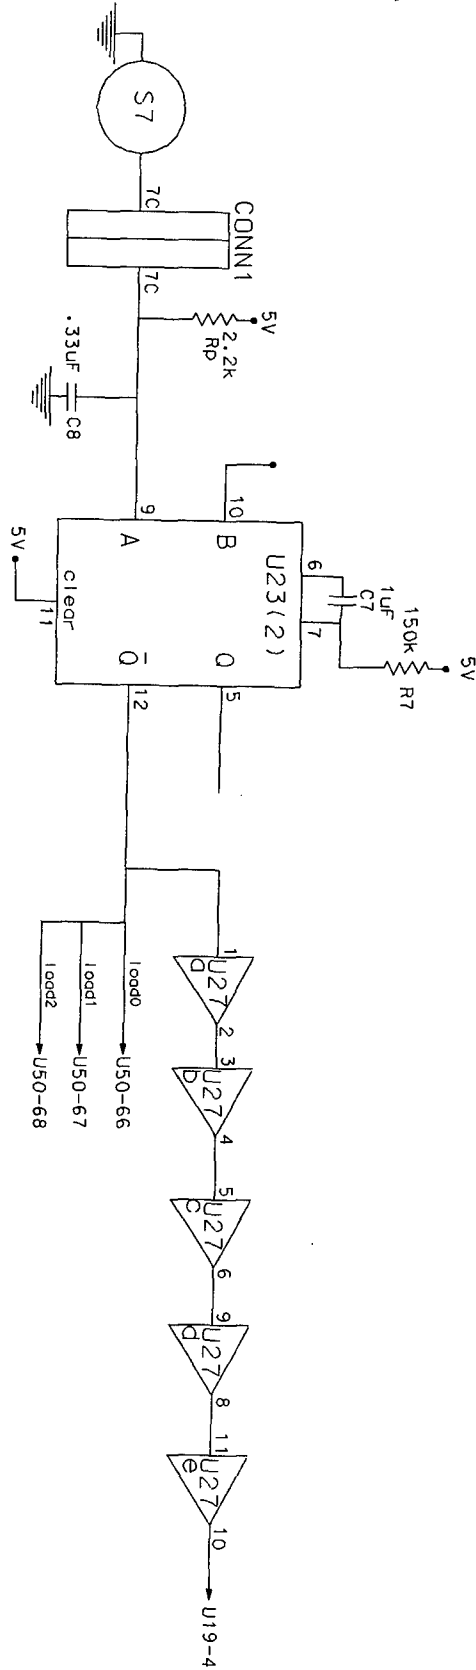 S7
CONN1
7C
7C
5V
2.2k
Rp
.33uF
C8
9
A
10
B
U23(2)
6
7
1uF
C7
150k
R7
5V
5V
clear
11
Q
5
Q̅
12
load0
U50-66
load1
U50-67
load2
U50-68
1
U27
a
2
3
U27
b
4
5
U27
c
6
9
U27
d
8
11
U27
e
10
U19-4